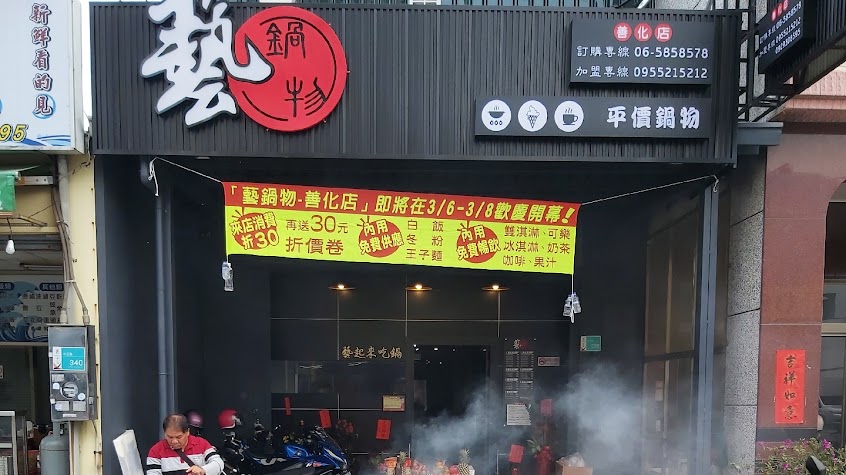 新鮮看的見
95
藝
鍋
物
善化店
訂購專線 06-5858578
加盟專線 0955215212
平價鍋物
「藝鍋物-善化店」即將在3/6-3/8歡慶開幕!
來店消費
折30
再送30元
折價卷
內用
免費供應
白飯
冬粉
王子麵
內用
免費暢飲
雙淇淋、可樂
冰淇淋、奶茶
咖啡、果汁
藝起來吃鍋
340
吉祥如意